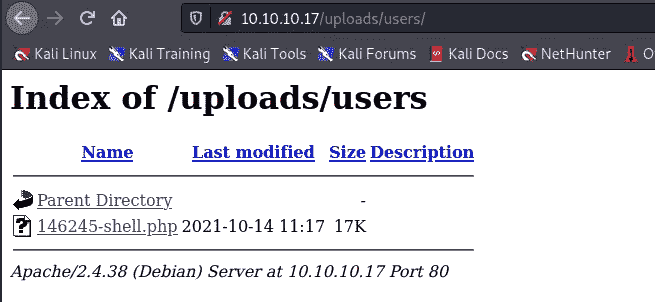 10.10.10.17/uploads/users/
Kali Linux Kali Training Kali Tools Kali Forums Kali Docs NetHunter
Index of /uploads/users
Name Last modified Size Description
Parent Directory -
146245-shell.php 2021-10-14 11:17 17K
Apache/2.4.38 (Debian) Server at 10.10.10.17 Port 80